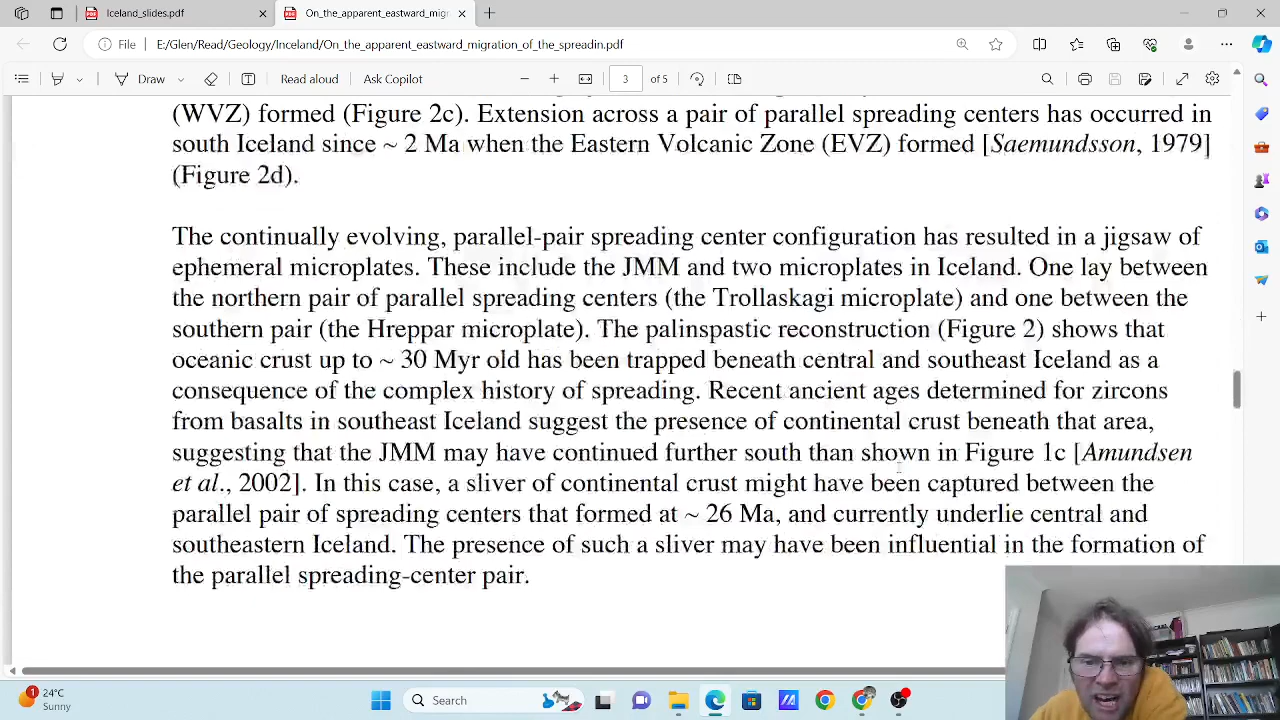 Iceland_slides.pdf
On_the_apparent_eastward_mig
File
E:/Glen/Read/Geology/Inceland/On_the_apparent_eastward_migration_of_the_spreadin.pdf
Draw
Read aloud
Ask Copilot
3
of 5
(WVZ) formed (Figure 2c). Extension across a pair of parallel spreading centers has occurred in
south Iceland since ~ 2 Ma when the Eastern Volcanic Zone (EVZ) formed [Saemundsson, 1979]
(Figure 2d).
The continually evolving, parallel-pair spreading center configuration has resulted in a jigsaw of
ephemeral microplates. These include the JMM and two microplates in Iceland. One lay between
the northern pair of parallel spreading centers (the Trollaskagi microplate) and one between the
southern pair (the Hreppar microplate). The palinspastic reconstruction (Figure 2) shows that
oceanic crust up to ~ 30 Myr old has been trapped beneath central and southeast Iceland as a
consequence of the complex history of spreading. Recent ancient ages determined for zircons
from basalts in southeast Iceland suggest the presence of continental crust beneath that area,
suggesting that the JMM may have continued further south than shown in Figure 1c [Amundsen
et al., 2002]. In this case, a sliver of continental crust might have been captured between the
parallel pair of spreading centers that formed at ~ 26 Ma, and currently underlie central and
southeastern Iceland. The presence of such a sliver may have been influential in the formation of
the parallel spreading-center pair.
1
24°C
Sunny
Search